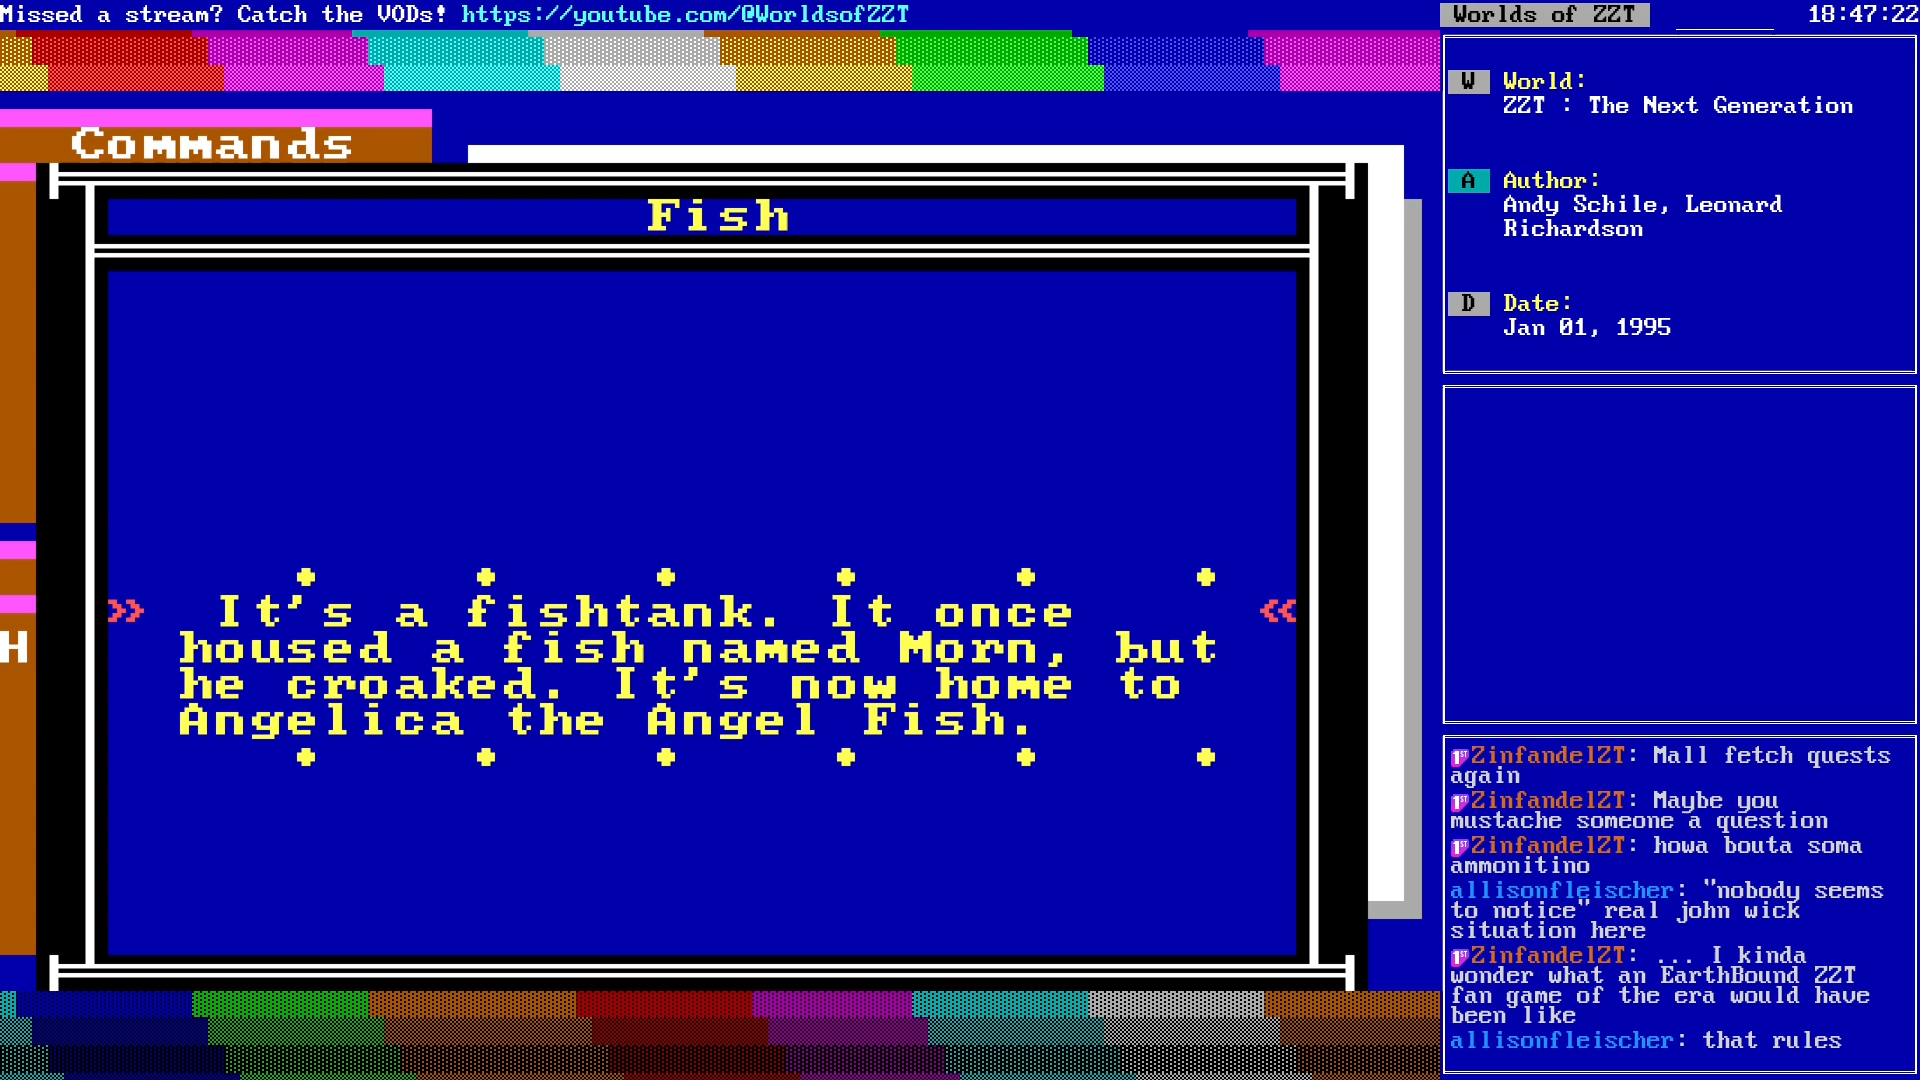 Missed a stream? Catch the VODs! https://youtube.com/@WorldsofZZT
Worlds of ZZT
18:47:22
Commands
H
Fish
It's a fishtank. It once
housed a fish named Morn, but
he croaked. It's now home to
Angelica the Angel Fish.
W World:
ZZT : The Next Generation
A Author:
Andy Schile, Leonard
Richardson
D Date:
Jan 01, 1995
ZinfandelZT: Mall fetch quests
again
ZinfandelZT: Maybe you
mustache someone a question
ZinfandelZT: howa bouta soma
ammonitino
allisonfleischer: "nobody seems
to notice" real john wick
situation here
ZinfandelZT: ... I kinda
wonder what an EarthBound ZZT
fan game of the era would have
been like
allisonfleischer: that rules